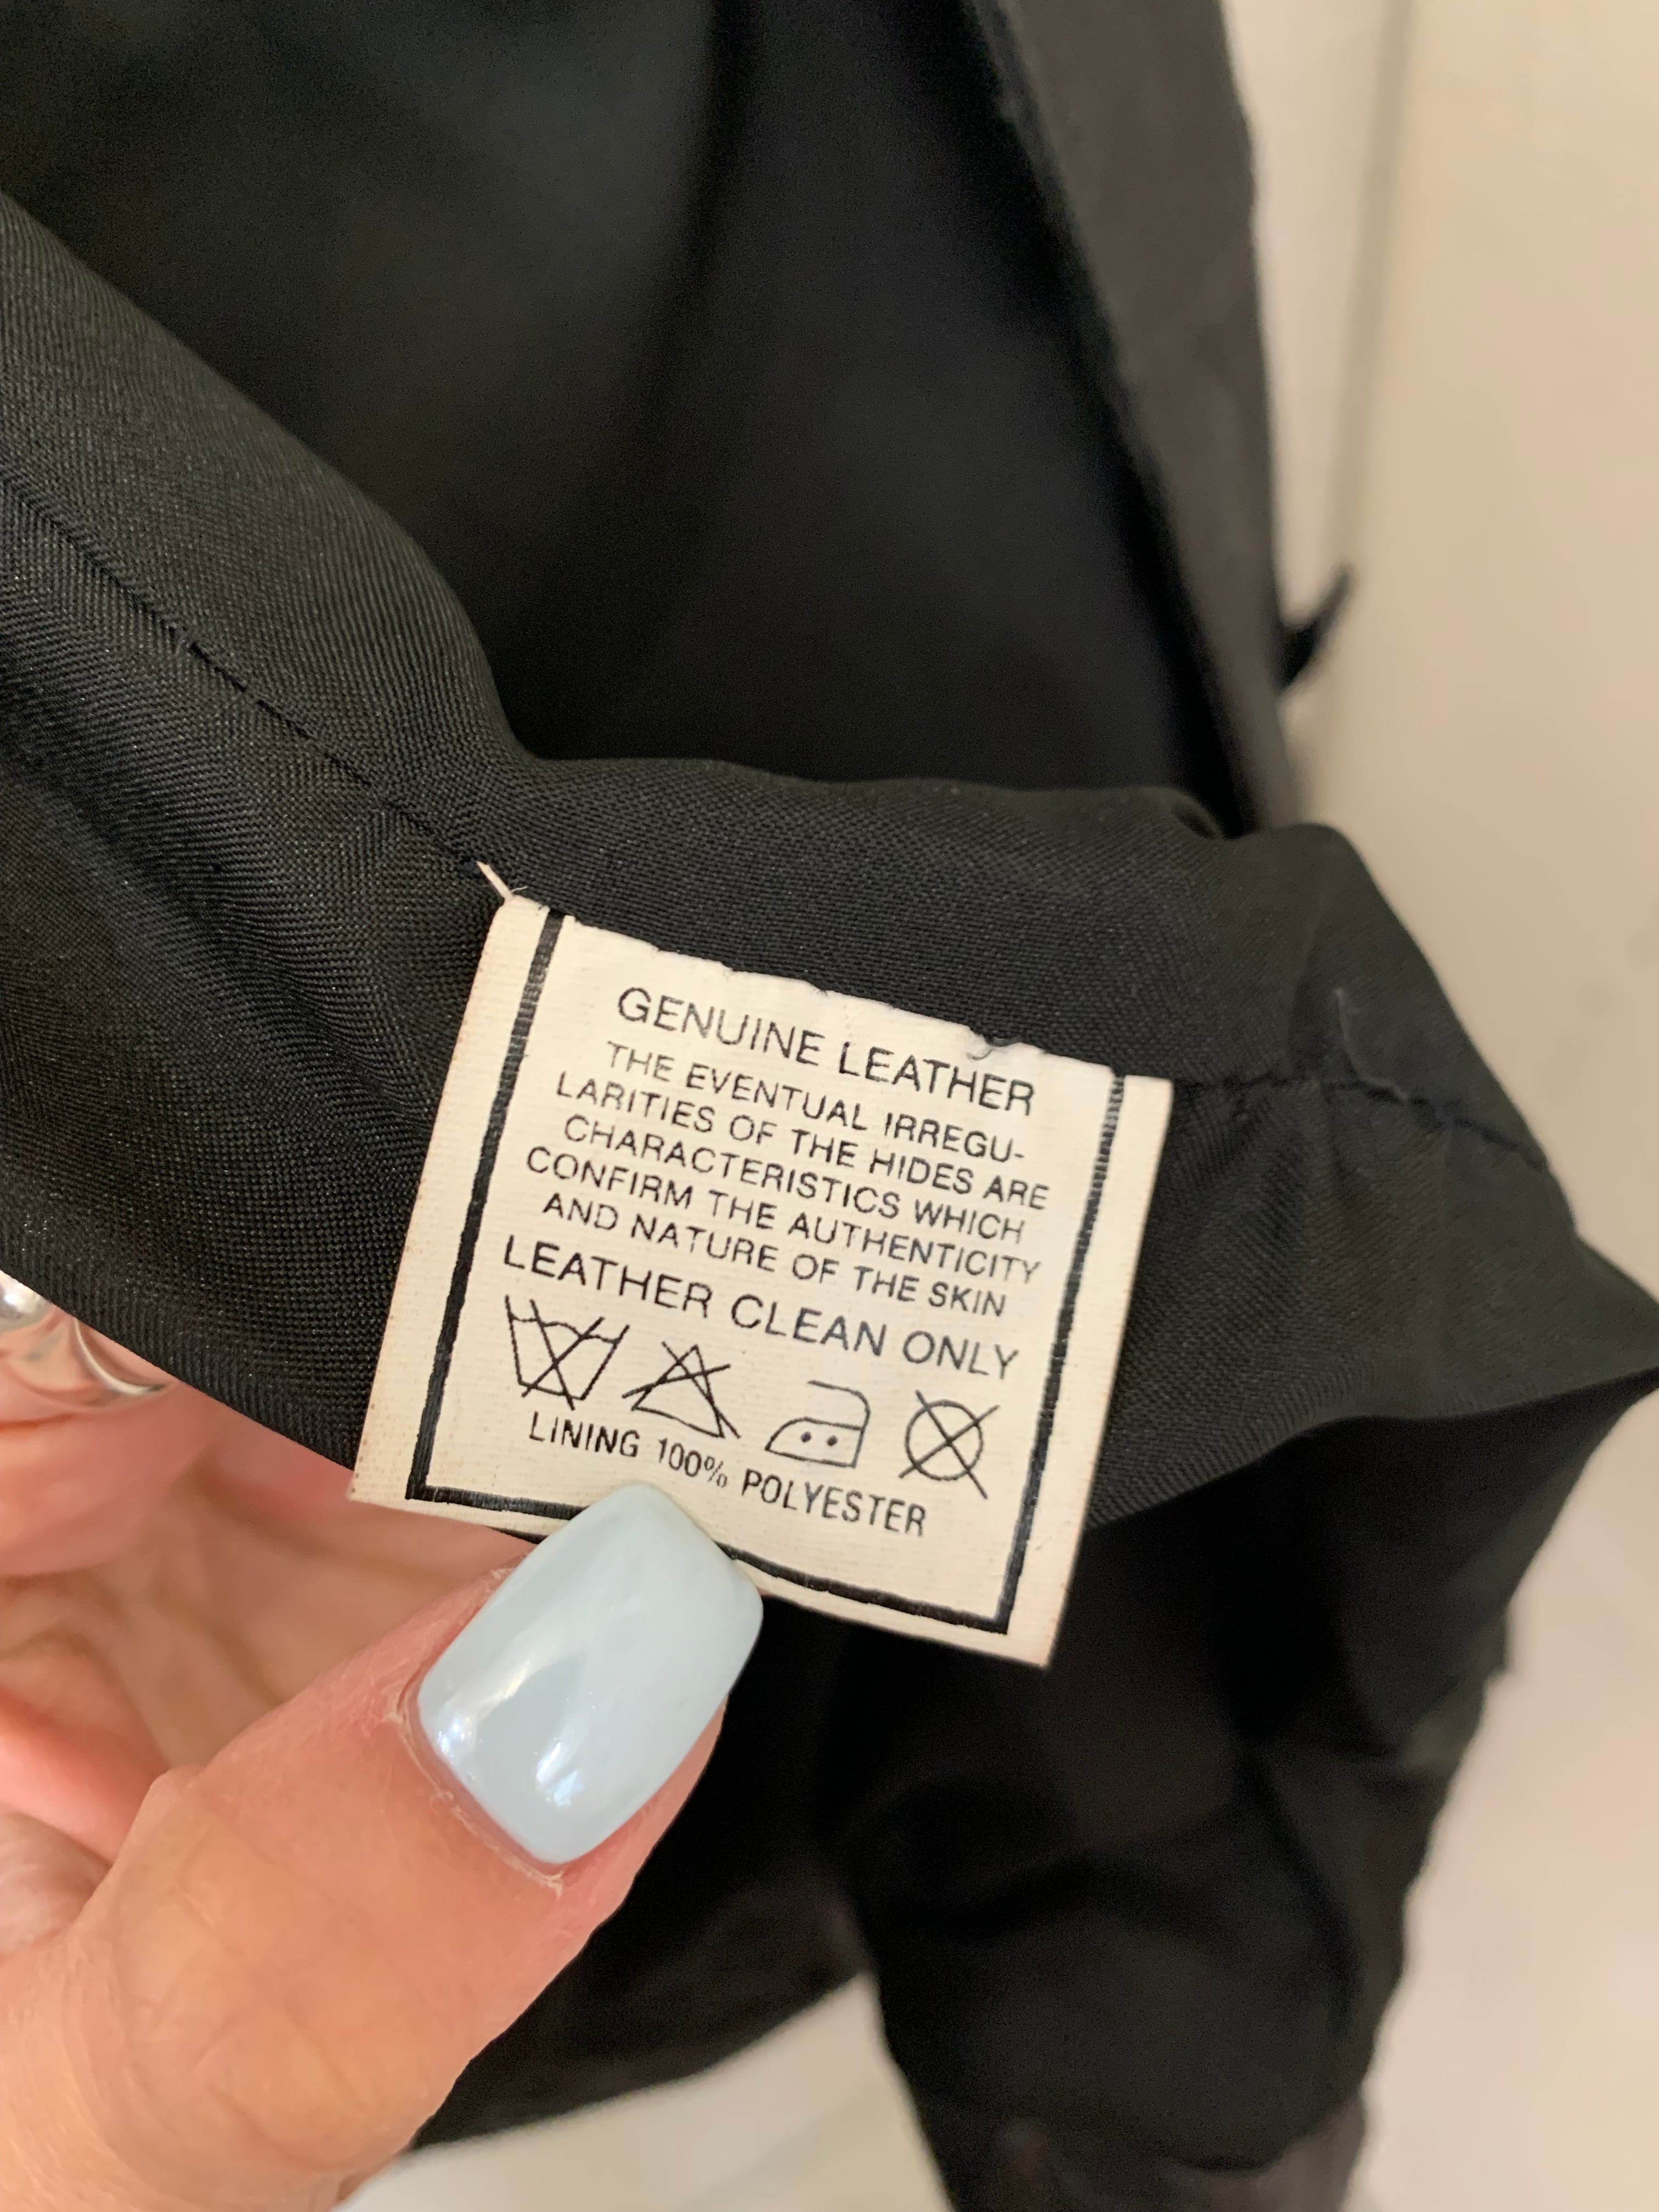 GENUINE LEATHER
THE EVENTUAL IRREGU-
LARITIES OF THE HIDES ARE
CHARACTERISTICS WHICH
CONFIRM THE AUTHENTICITY
AND NATURE OF THE SKIN
LEATHER CLEAN ONLY
LINING 100% POLYESTER